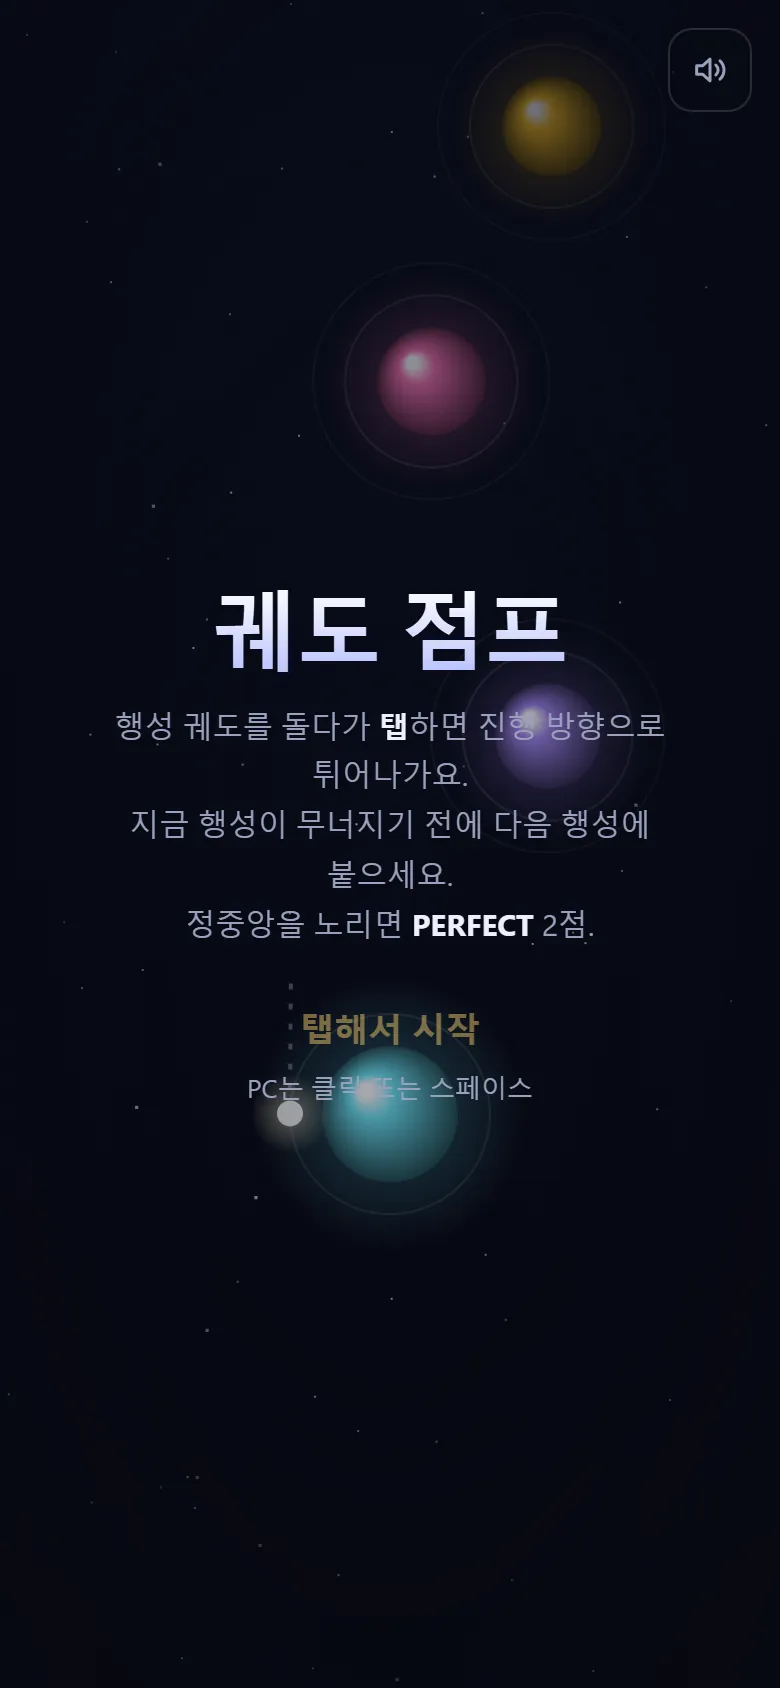 궤도 점프
행성 궤도를 돌다가 탭하면 진행 방향으로
튀어나가요.
지금 행성이 무너지기 전에 다음 행성에
붙으세요.
정중앙을 노리면 PERFECT 2점.
탭해서 시작
PC는 클릭 또는 스페이스